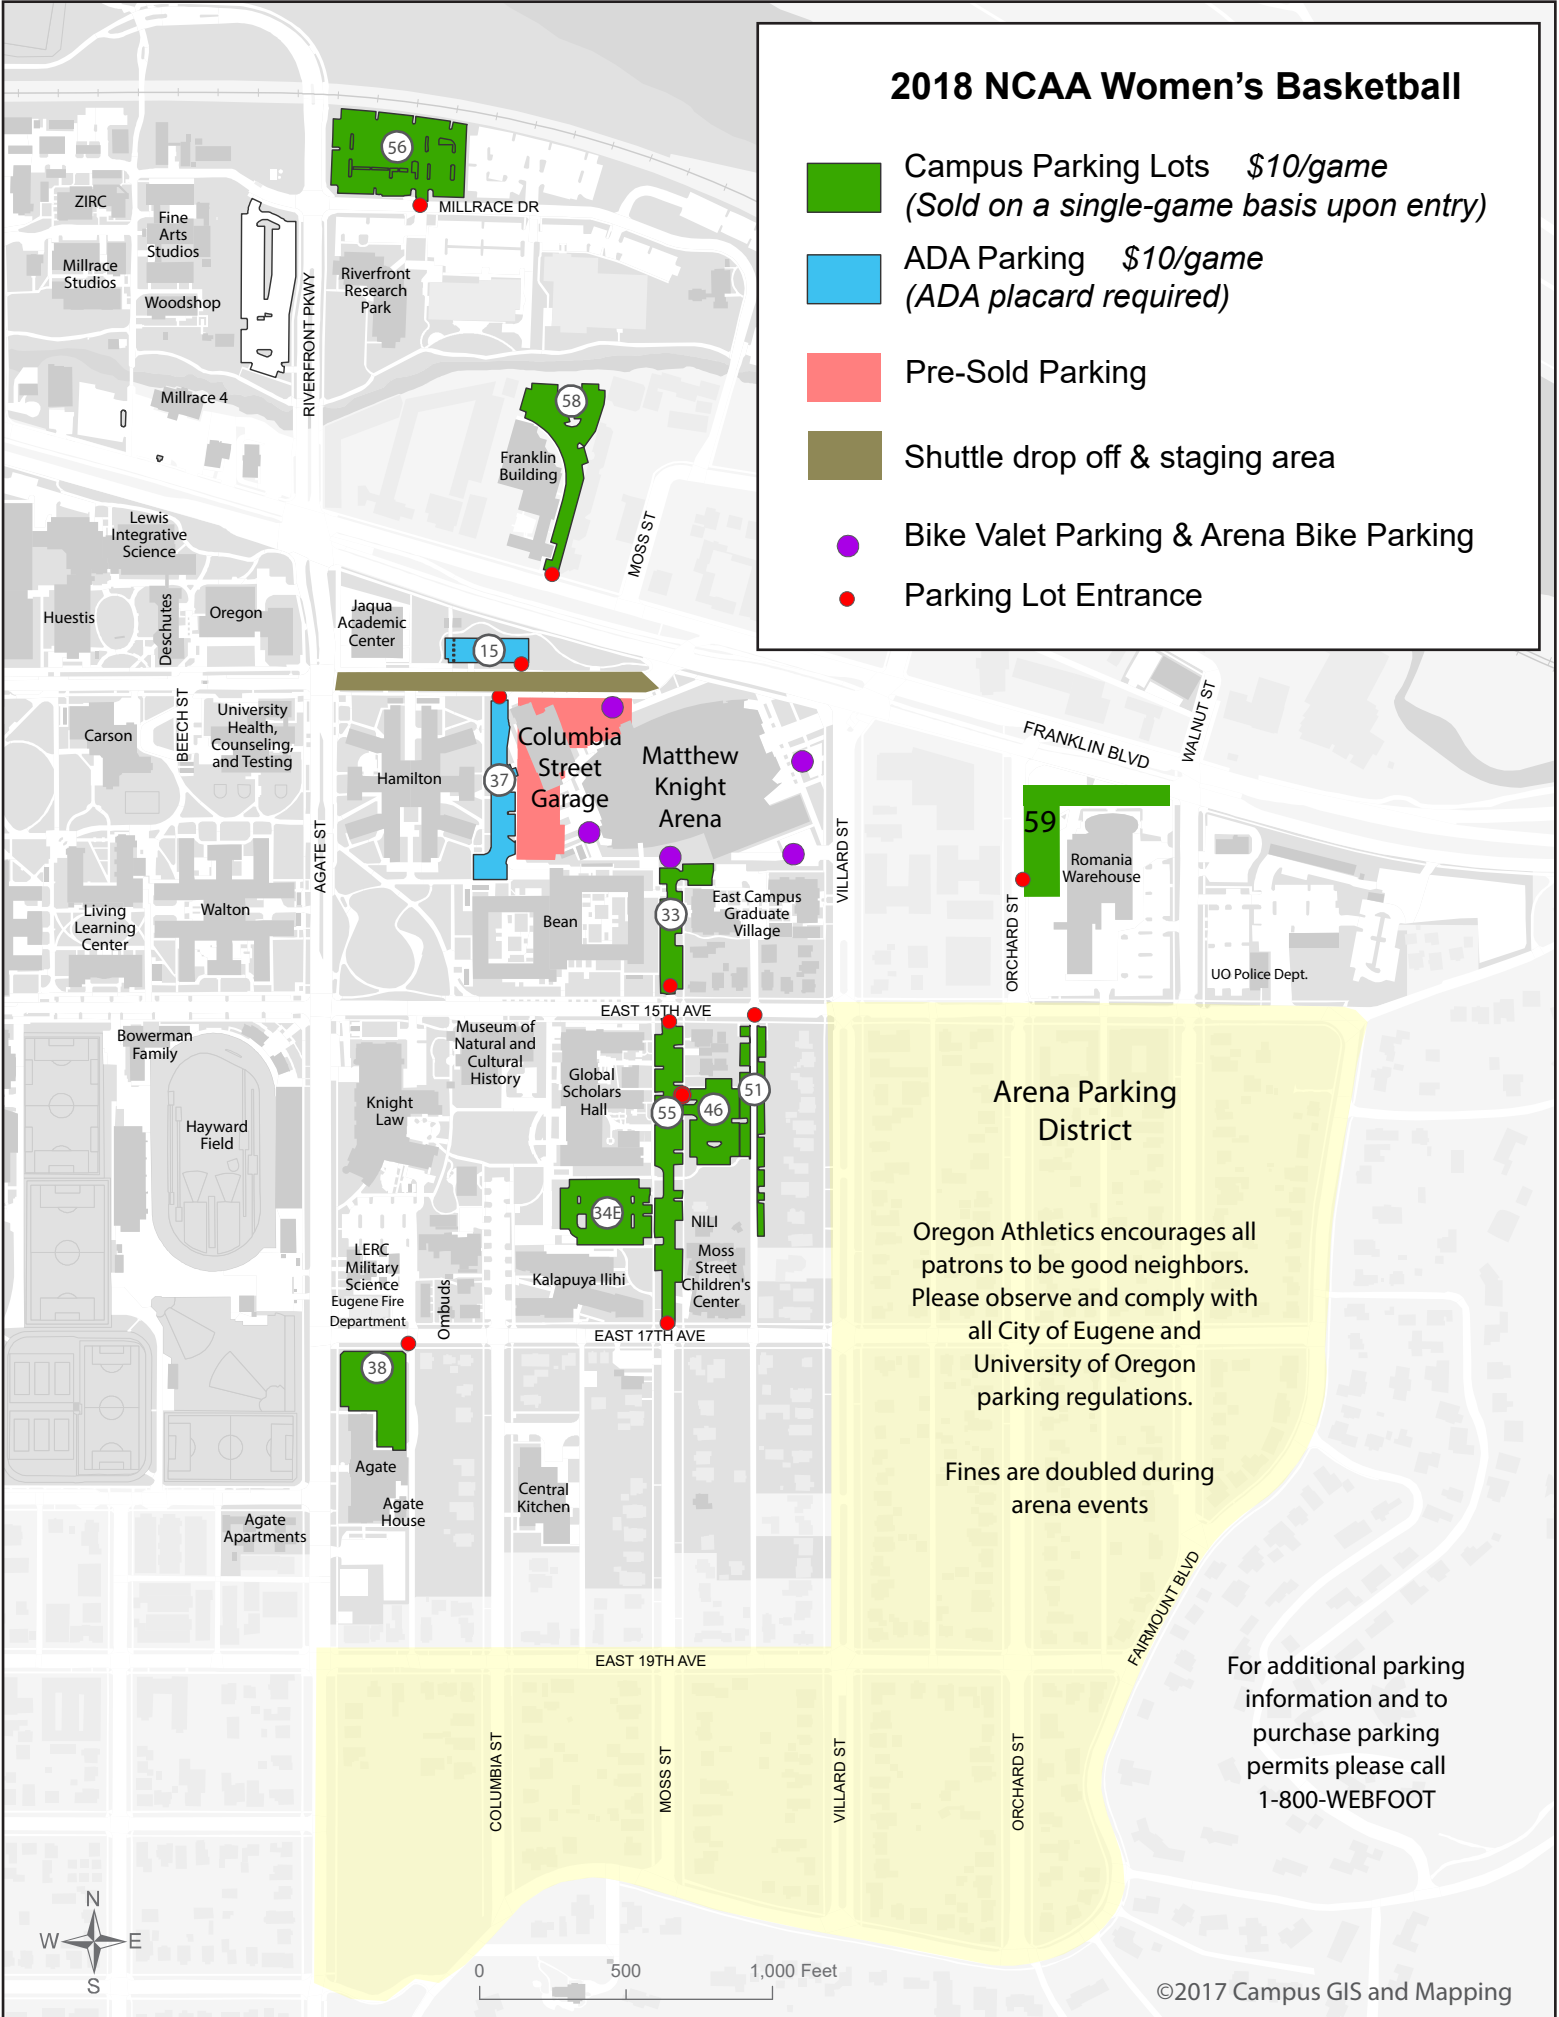 2018 NCAA Women's Basketball
Campus Parking Lots $10/game
(Sold on a single-game basis upon entry)
ADA Parking $10/game
(ADA placard required)
Pre-Sold Parking
Shuttle drop off & staging area
Bike Valet Parking & Arena Bike Parking
Parking Lot Entrance
56
MILLRACE DR
ZIRC
Fine
Arts
Studios
Millrace
Studios
Woodshop
Riverfront
Research
Park
RIVERFRONT PKWY
Millrace 4
58
Franklin
Building
MOSS ST
Lewis
Integrative
Science
Huestis
Deschutes
Oregon
Jaqua
Academic
Center
15
BEECH ST
Carson
University
Health,
Counseling,
and Testing
Hamilton
37
Columbia
Street
Garage
Matthew
Knight
Arena
FRANKLIN BLVD
WALNUT ST
59
Romania
Warehouse
AGATE ST
VILLARD ST
ORCHARD ST
Living
Learning
Center
Walton
Bean
33
East Campus
Graduate
Village
UO Police Dept.
EAST 15TH AVE
Bowerman
Family
Museum of
Natural and
Cultural
History
Global
Scholars
Hall
Knight
Law
Hayward
Field
55
46
51
34E
NILI
Moss
Street
Children's
Center
Kalapuya Ilihi
LERC
Military
Science
Eugene Fire
Department
Ombuds
EAST 17TH AVE
38
Agate
Agate
House
Central
Kitchen
Agate
Apartments
Arena Parking
District
Oregon Athletics encourages all
patrons to be good neighbors.
Please observe and comply with
all City of Eugene and
University of Oregon
parking regulations.
Fines are doubled during
arena events
FAIRMOUNT BLVD
EAST 19TH AVE
COLUMBIA ST
MOSS ST
VILLARD ST
ORCHARD ST
For additional parking
information and to
purchase parking
permits please call
1-800-WEBFOOT
N
W E
S
0 500 1,000 Feet
©2017 Campus GIS and Mapping